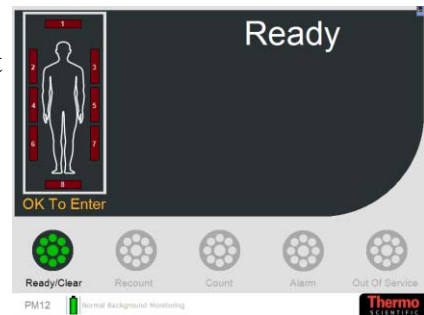 Ready
1
2 3
4 5
6 7
8
OK To Enter
Ready/Clear Recount Count Alarm Out Of Service
PM12 Normal Background Monitoring
Thermo
SCIENTIFIC